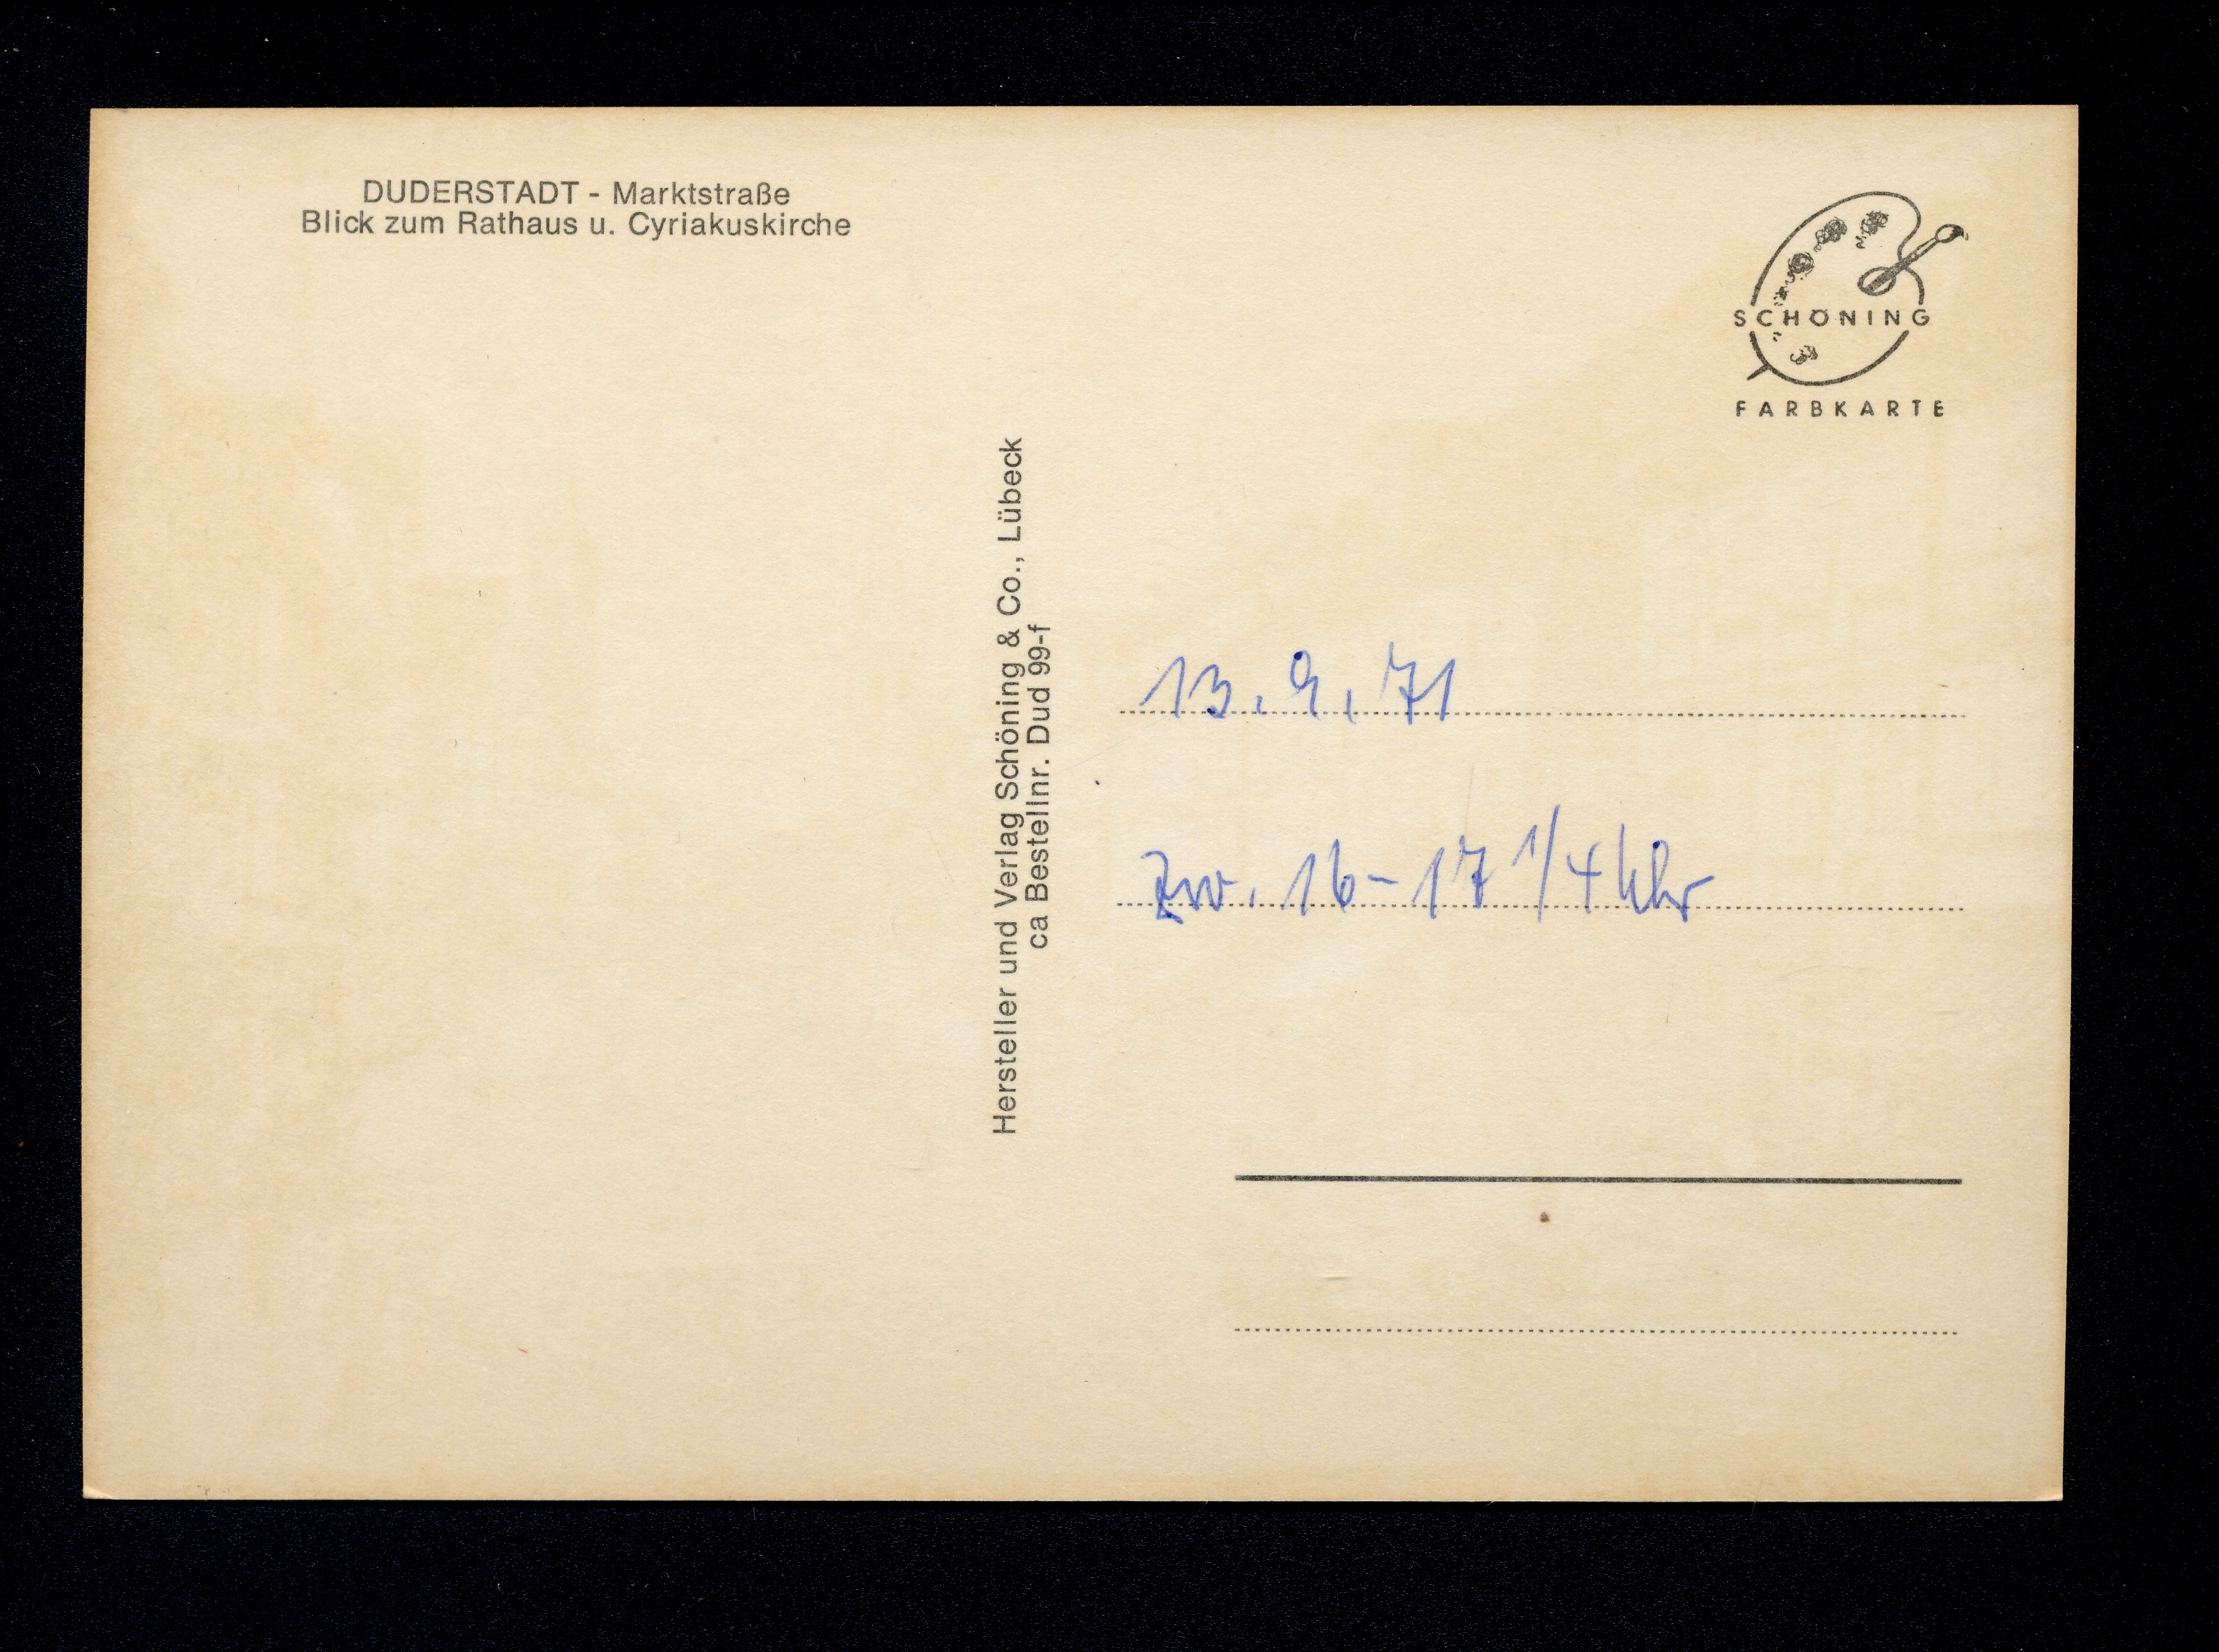 DUDERSTADT - Marktstraße
Blick zum Rathaus u. Cyriakuskirche
SCHÖNING
FARBKARTE
Hersteller und Verlag Schöning & Co., Lübeck
ca Bestellnr. Dud 99-f
13.9.71
Zw. 16-17 1/4 Uhr